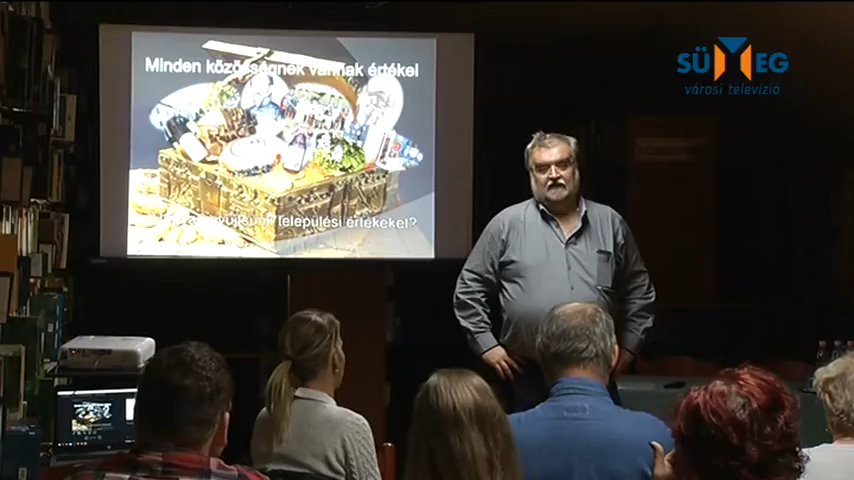 Minden közösségnek vannak értékei
települési értékeket?
SÜMEG
városi televízió